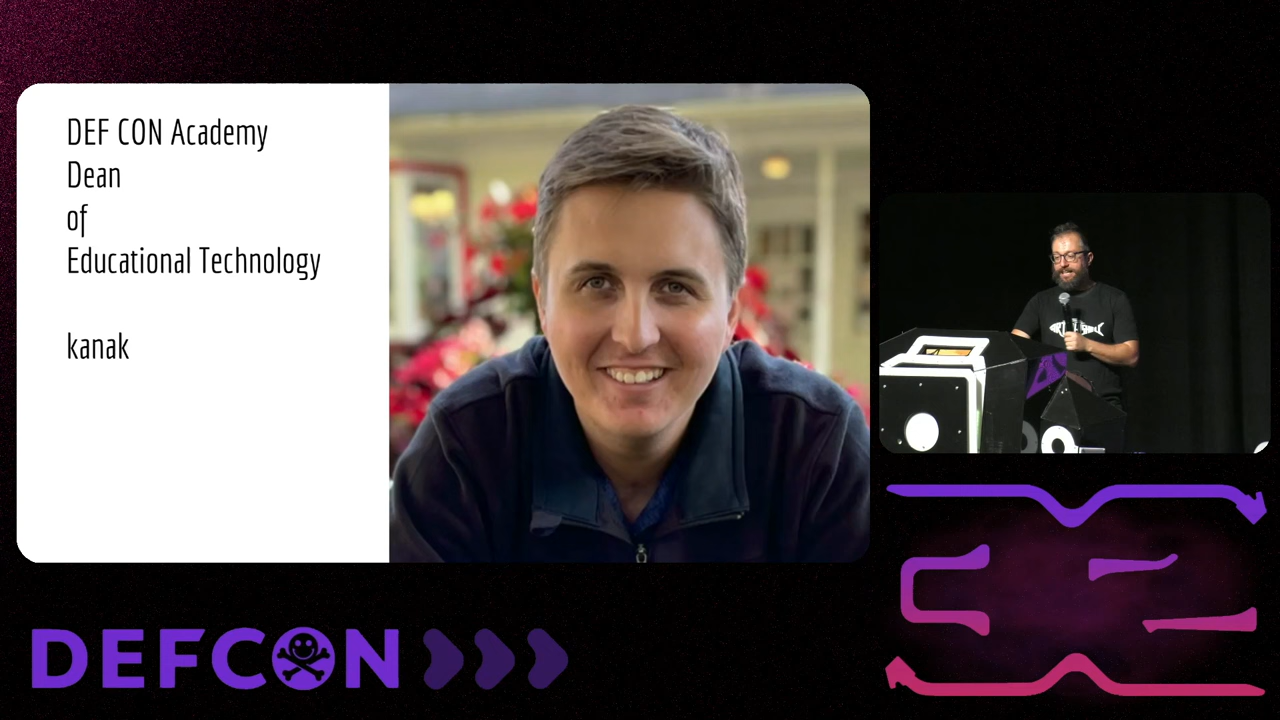 DEF CON Academy
Dean
of
Educational Technology
kanak
DEFCON